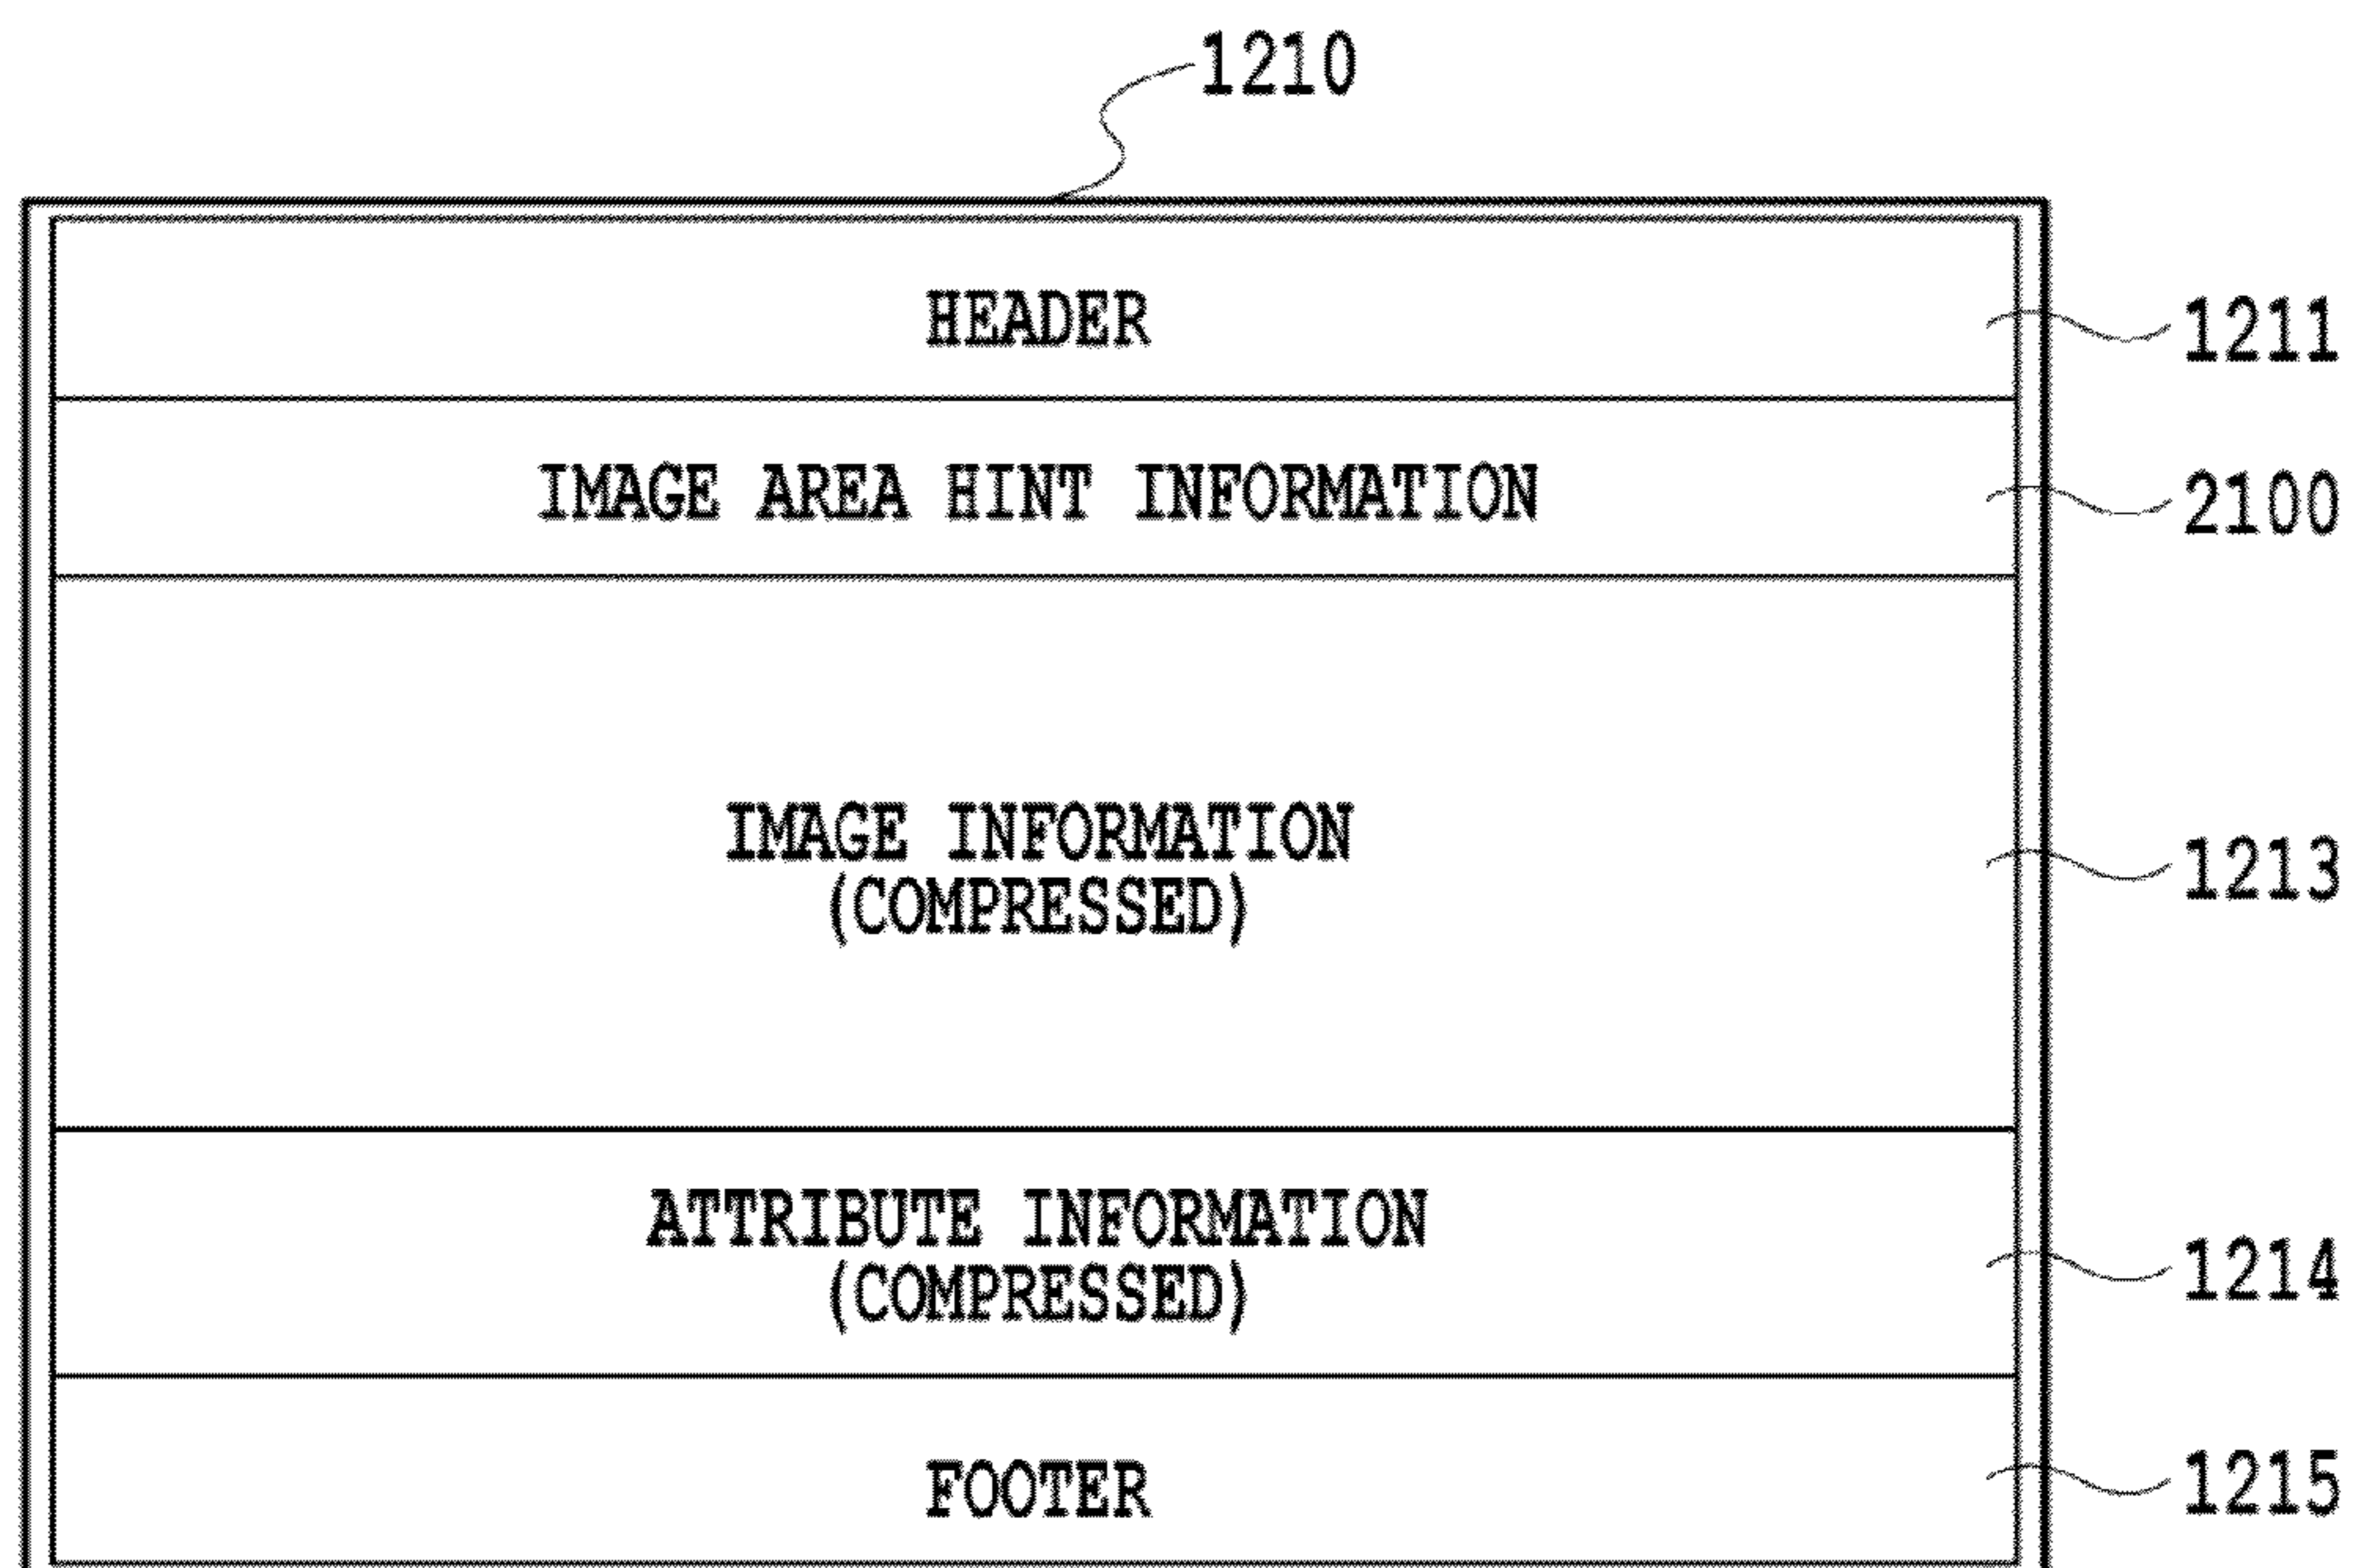 1210
HEADER
1211
IMAGE AREA HINT INFORMATION
2100
IMAGE INFORMATION
(COMPRESSED)
1213
ATTRIBUTE INFORMATION
(COMPRESSED)
1214
FOOTER
1215